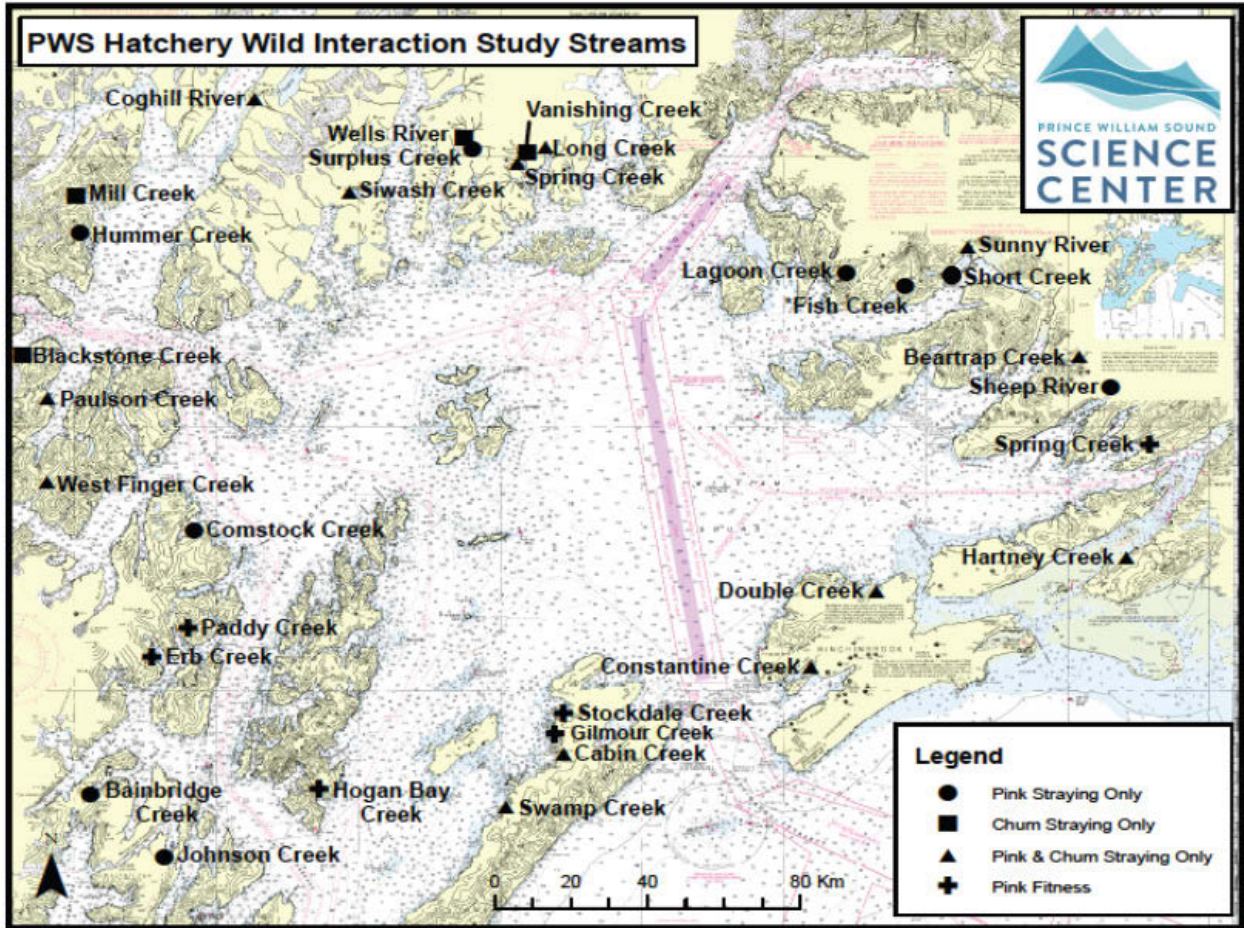 PWS Hatchery Wild Interaction Study Streams
PRINCE WILLIAM SOUND
SCIENCE
CENTER
Coghill River
Vanishing Creek
Wells River
Long Creek
Surplus Creek
Spring Creek
Mill Creek
Siwash Creek
Hummer Creek
Sunny River
Lagoon Creek
Short Creek
Fish Creek
Blackstone Creek
Beartrap Creek
Paulson Creek
Sheep River
Spring Creek
West Finger Creek
Comstock Creek
Hartney Creek
Double Creek
Paddy Creek
Erb Creek
HINCHINBROOK I
Constantine Creek
Stockdale Creek
Gilmour Creek
Cabin Creek
Bainbridge
Creek
Hogan Bay
Creek
Swamp Creek
Johnson Creek
N
0 20 40 80 Km
Legend
Pink Straying Only
Chum Straying Only
Pink & Chum Straying Only
Pink Fitness